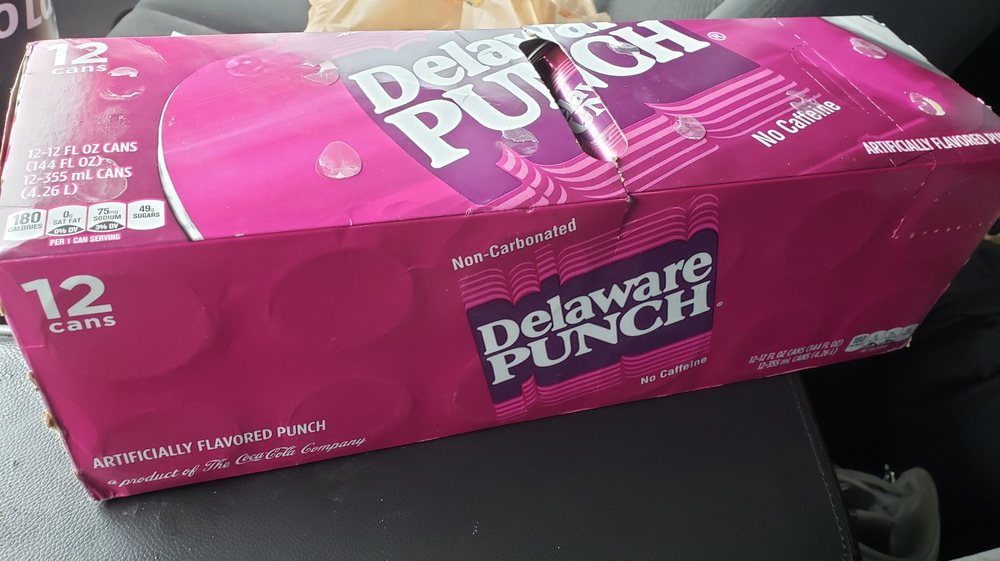 12
cans
12-12 FL OZ CANS
(144 FL OZ)
12-355 mL CANS
(4.26 L)
180
CALORIES
0g
SAT FAT
0% DV
75mg
SODIUM
3% DV
49g
SUGARS
PER 1 CAN SERVING
Delaware
PUNCH®
No Caffeine
ARTIFICIALLY FLAVORED
12
cans
Non-Carbonated
Delaware
PUNCH
No Caffeine
12-12 FL OZ CANS (144 FL OZ)
12-355 mL CANS (4.26 L)
ARTIFICIALLY FLAVORED PUNCH
a product of The Coca-Cola Company